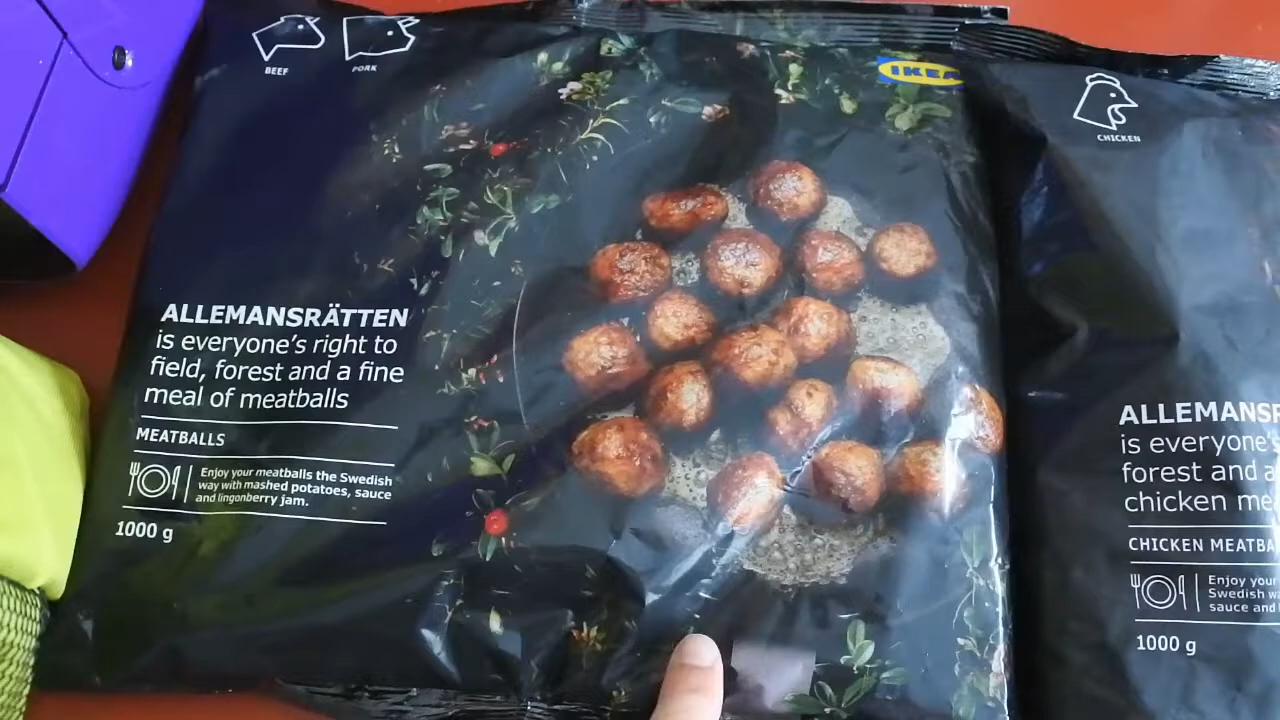 BEEF
PORK
IKEA
ALLEMANSRÄTTEN
is everyone's right to
field, forest and a fine
meal of meatballs
MEATBALLS
Enjoy your meatballs the Swedish
way with mashed potatoes, sauce
and lingonberry jam.
1000 g
CHICKEN
ALLEMANSR
is everyone's
forest and a
chicken me
CHICKEN MEATBA
Enjoy your
Swedish wa
sauce and
1000 g